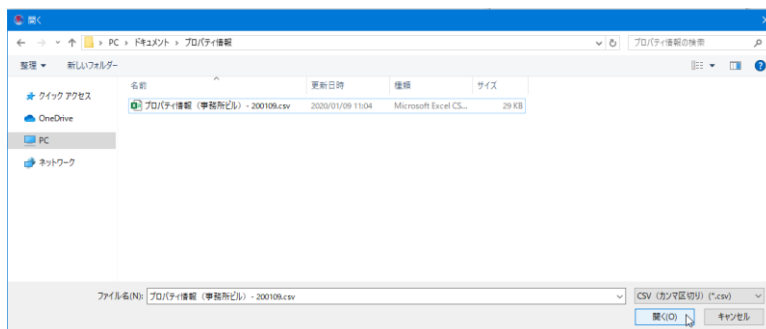 開く
PC › ドキュメント › プロパティ情報
プロパティ情報の検索
整理 新しいフォルダー
名前 更新日時 種類 サイズ
クイック アクセス
プロパティ情報（事務所ビル）- 200109.csv 2020/01/09 11:04 Microsoft Excel CS... 29 KB
OneDrive
PC
ネットワーク
ファイル名(N): プロパティ情報（事務所ビル）- 200109.csv CSV（カンマ区切り）(*.csv)
開く(O) キャンセル